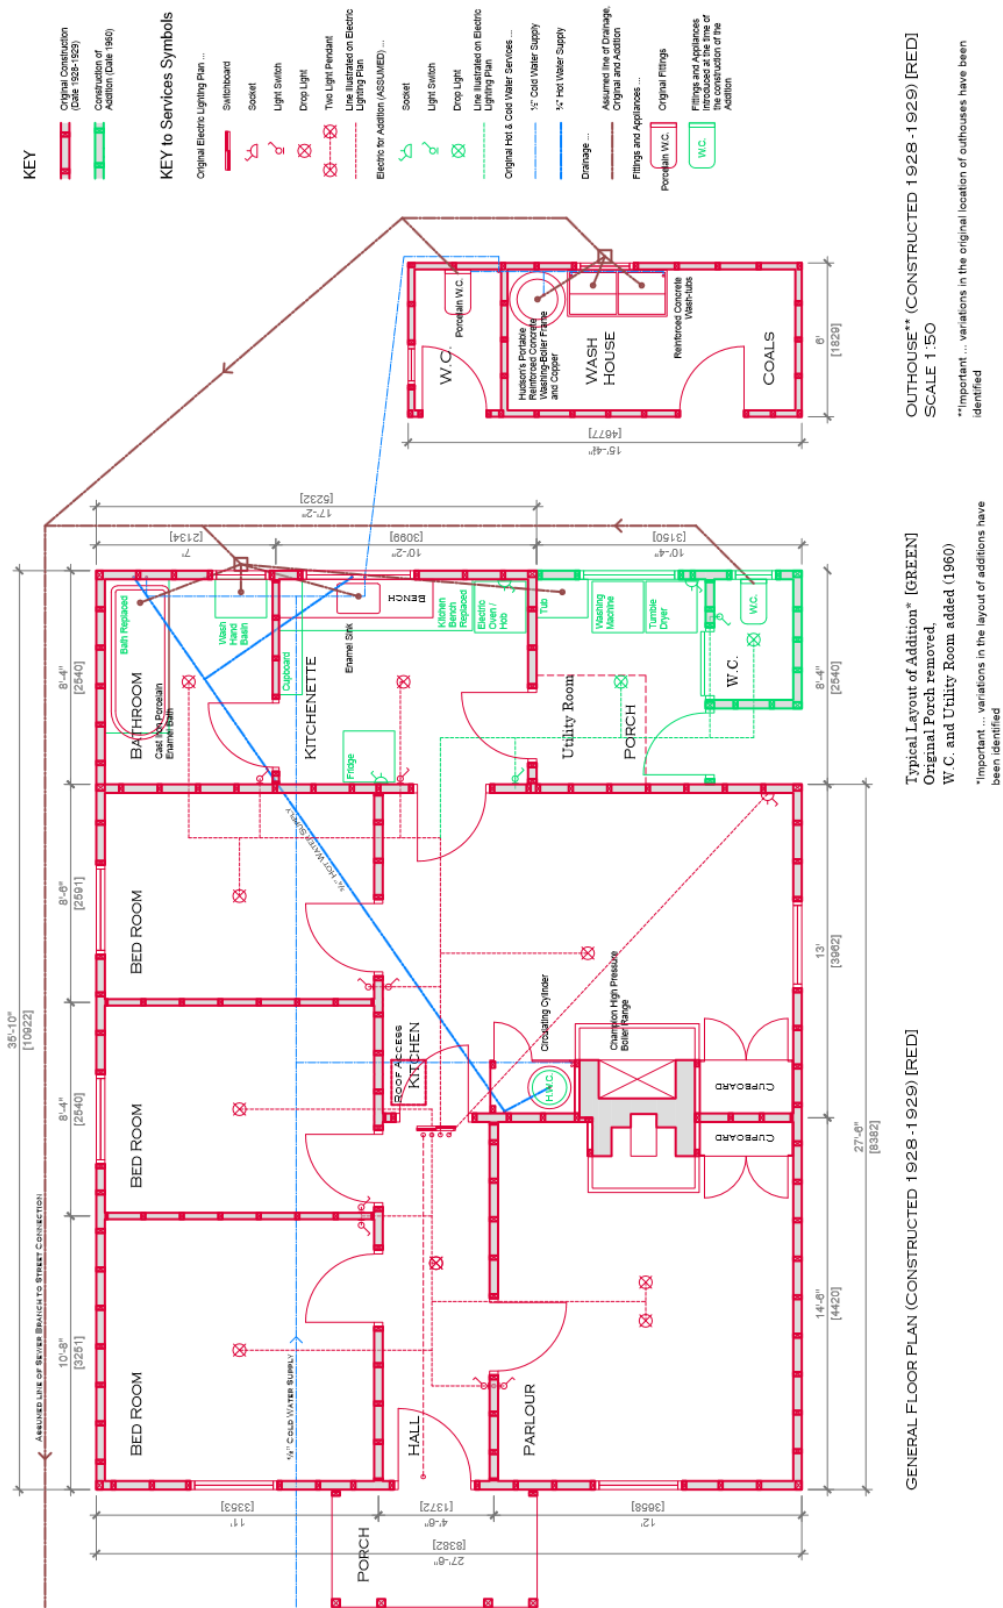 KEY
Original Construction
(Date 1928-1929)
Construction of
Addition (Date 1960)
KEY to Services Symbols
Original Electric Lighting Plan ...
Switchboard
Socket
Light Switch
Drop Light
Two Light Pendant
Line illustrated on Electric
Lighting Plan
Electric for Addition (ASSUMED) ...
Socket
Light Switch
Drop Light
Line illustrated on Electric
Lighting Plan
Original Hot & Cold Water Services ...
½" Cold Water Supply
¾" Hot Water Supply
Drainage ...
Assumed line of Drainage,
Original and Addition
Fittings and Appliances ...
Porcelain W.C.
Original Fittings
W.C.
Fittings and Appliances
introduced at the time of
the construction of the
Addition
OUTHOUSE** (CONSTRUCTED 1928-1929) [RED]
SCALE 1:50
**Important ... variations in the original location of outhouses have been
identified
W.C.
Porcelain W.C.
Hudson's Portable
Reinforced Concrete
Washing-Boiler Frame
and Copper
WASH
HOUSE
Reinforced Concrete
Wash-tubs
COALS
6'
[1829]
15'-4¼"
[4677]
17'-2"
[5232]
7'
[2134]
10'-2"
[3099]
10'-4"
[3150]
Bath Replaced
BATHROOM
Cast Iron Porcelain
Enamel Bath
Wash
Hand
Basin
Cupboard
KITCHENETTE
Enamel Sink
BENCH
Kitchen
Bench
Replaced
Electric
Oven /
Hob
Fridge
Tub
Washing
Machine
Tumble
Dryer
Utility Room
PORCH
W.C.
W.C.
8'-4"
[2540]
8'-4"
[2540]
Typical Layout of Addition* [GREEN]
Original Porch removed,
W.C. and Utility Room added (1960)
*Important ... variations in the layout of additions have
been identified
35'-10"
[10922]
8'-6"
[2591]
8'-4"
[2540]
10'-8"
[3251]
ASSUMED LINE OF SEWER BRANCH TO STREET CONNECTION
BED ROOM
BED ROOM
BED ROOM
¾" HOT WATER SUPPLY
½" COLD WATER SUPPLY
ROOF ACCESS
KITCHEN
Circulating Cylinder
H.W.C.
Champion High Pressure
Boiler Range
CUPBOARD
CUPBOARD
HALL
PARLOUR
PORCH
13'
[3962]
14'-6"
[4420]
27'-6"
[8382]
11'
[3353]
4'-6"
[1372]
12'
[3658]
27'-6"
[8382]
GENERAL FLOOR PLAN (CONSTRUCTED 1928-1929) [RED]